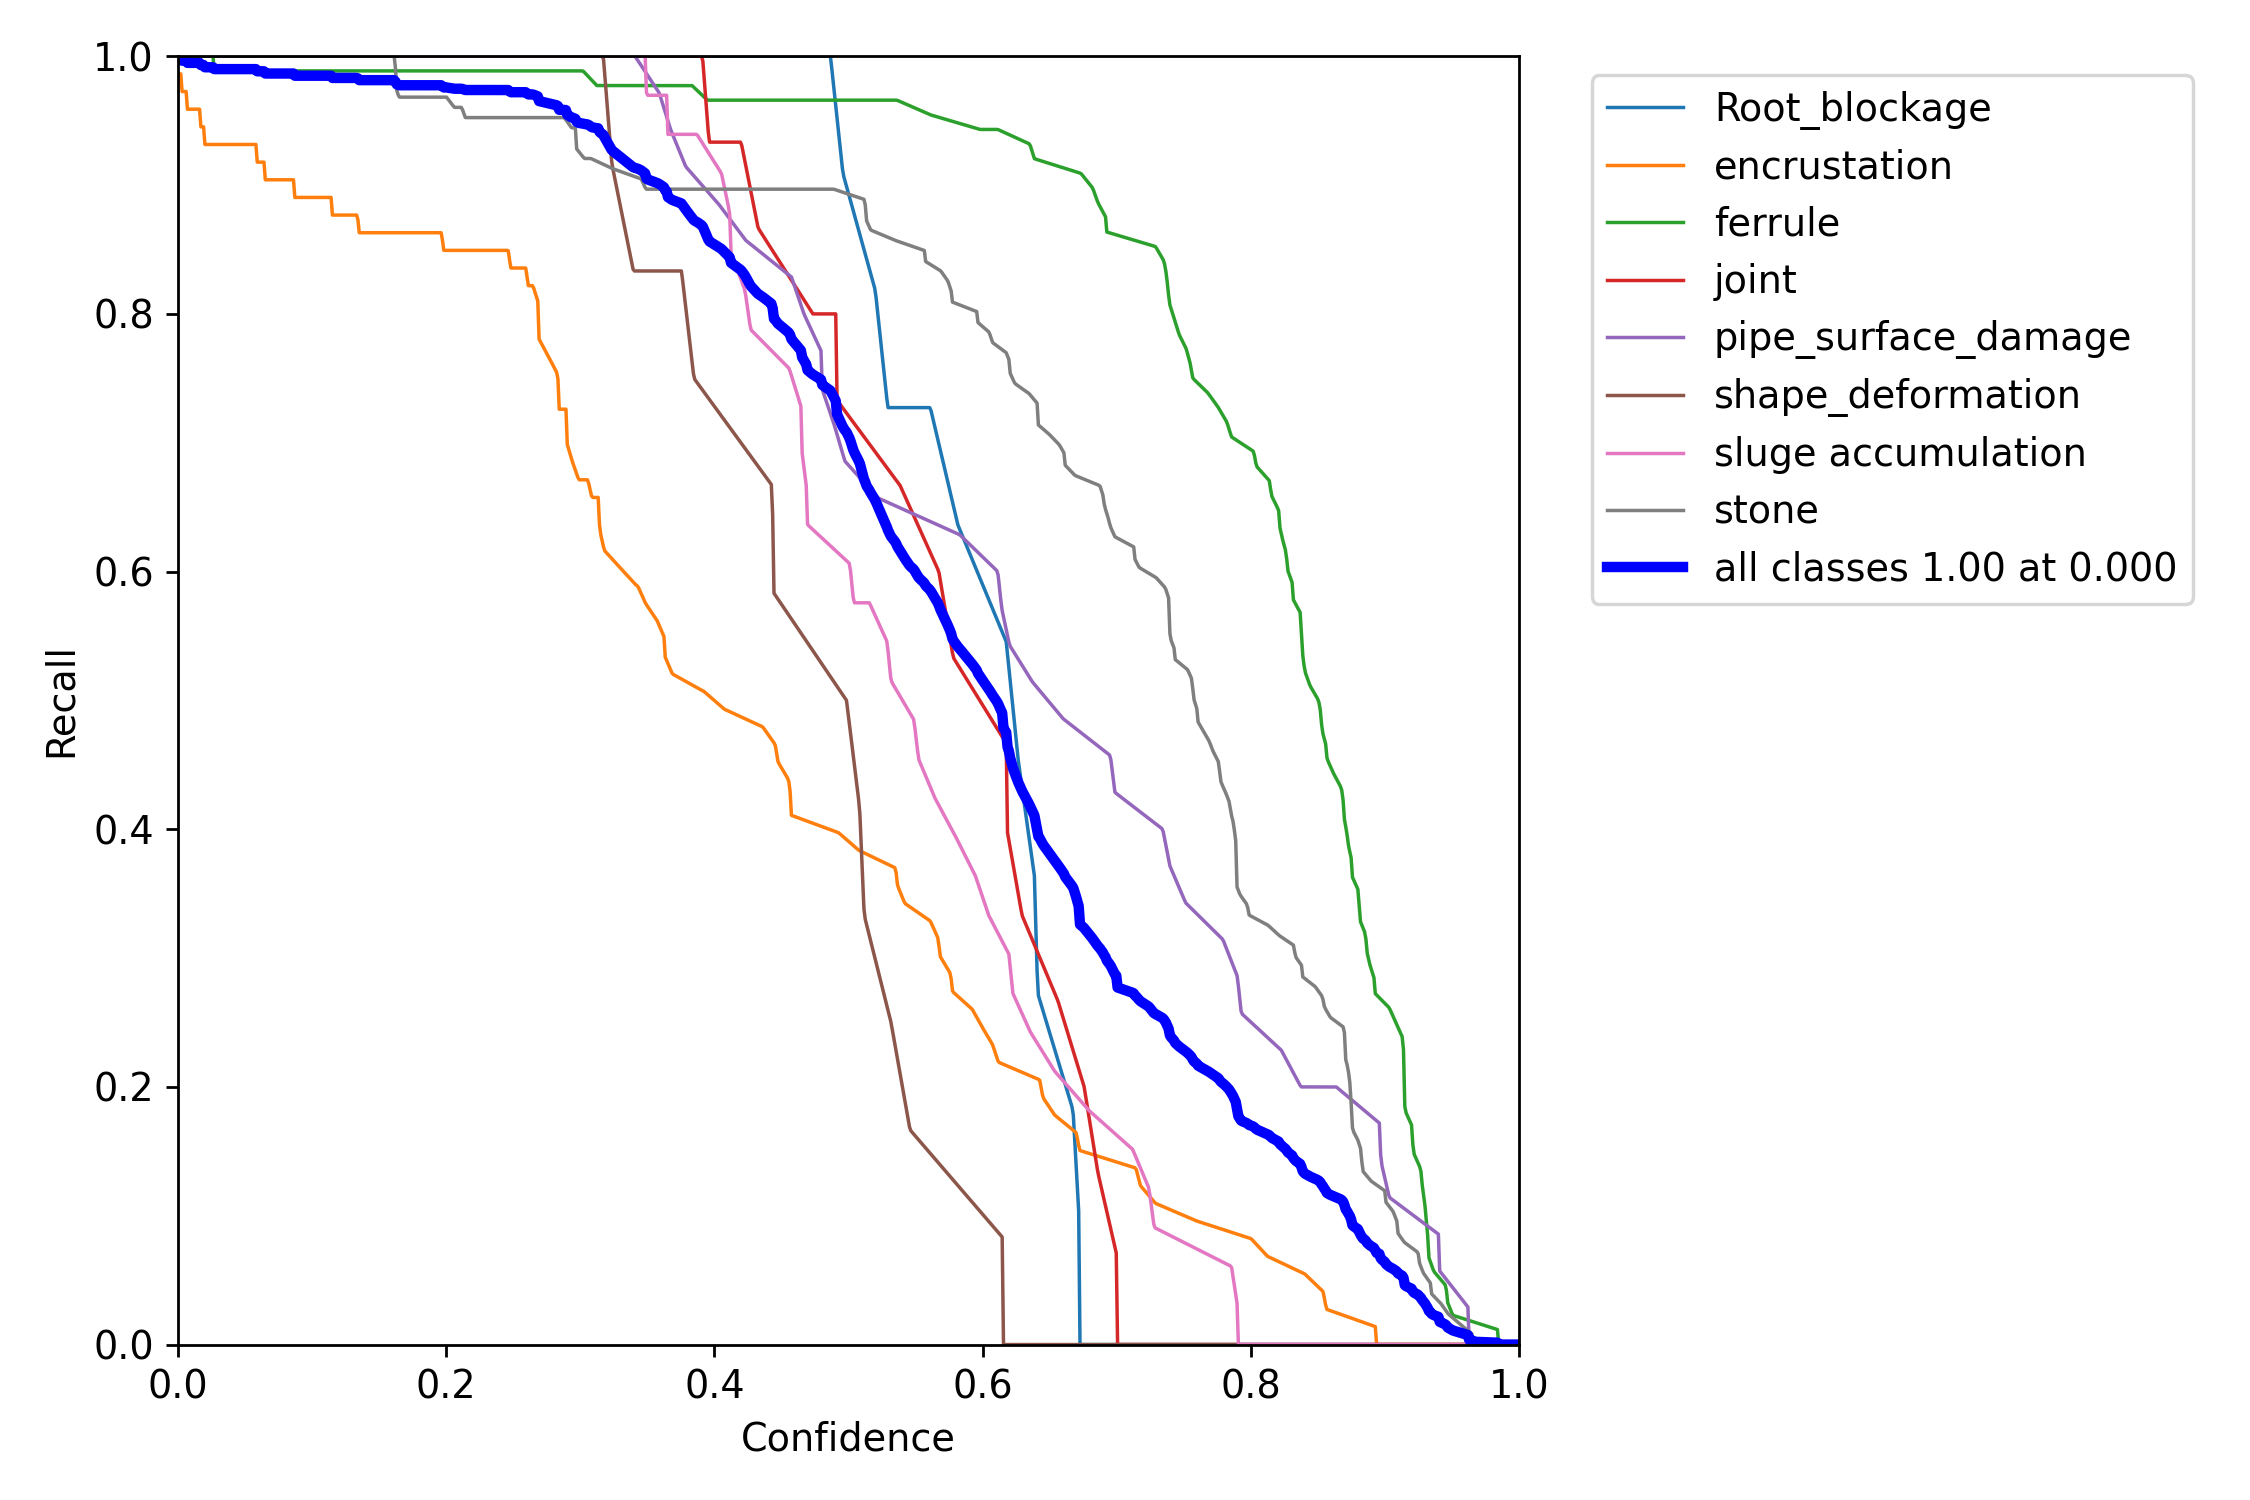 1.0
0.8
0.6
0.4
0.2
0.0
Recall
0.0 0.2 0.4 0.6 0.8 1.0
Confidence
Root_blockage
encrustation
ferrule
joint
pipe_surface_damage
shape_deformation
sluge accumulation
stone
all classes 1.00 at 0.000